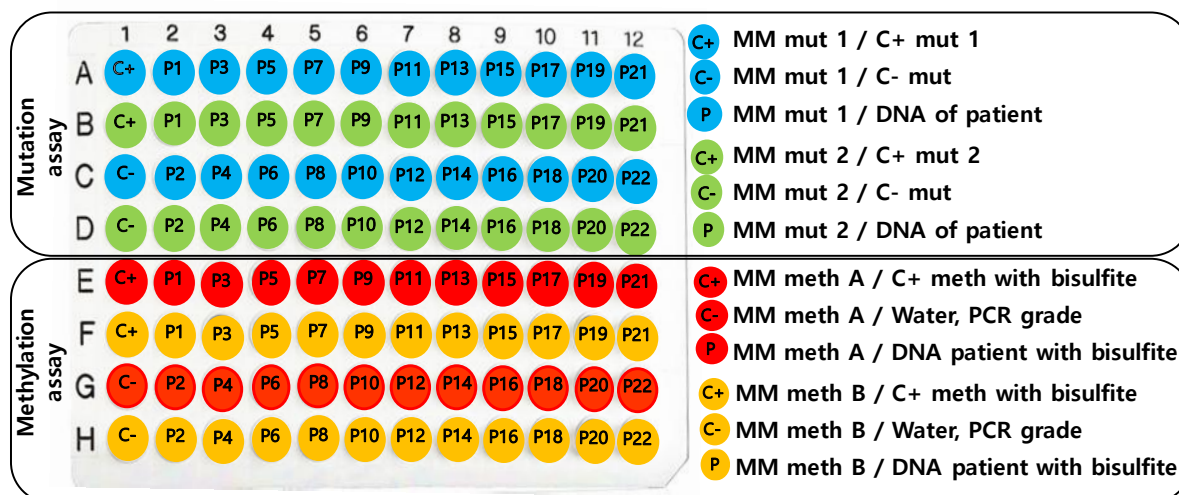 1 2 3 4 5 6 7 8 9 10 11 12
A C+ P1 P3 P5 P7 P9 P11 P13 P15 P17 P19 P21
B C+ P1 P3 P5 P7 P9 P11 P13 P15 P17 P19 P21
C C- P2 P4 P6 P8 P10 P12 P14 P16 P18 P20 P22
D C- P2 P4 P6 P8 P10 P12 P14 P16 P18 P20 P22
E C+ P1 P3 P5 P7 P9 P11 P13 P15 P17 P19 P21
F C+ P1 P3 P5 P7 P9 P11 P13 P15 P17 P19 P21
G C- P2 P4 P6 P8 P10 P12 P14 P16 P18 P20 P22
H C- P2 P4 P6 P8 P10 P12 P14 P16 P18 P20 P22
Mutation
assay
Methylation
assay
C+ MM mut 1 / C+ mut 1
C- MM mut 1 / C- mut
P MM mut 1 / DNA of patient
C+ MM mut 2 / C+ mut 2
C- MM mut 2 / C- mut
P MM mut 2 / DNA of patient
C+ MM meth A / C+ meth with bisulfite
C- MM meth A / Water, PCR grade
P MM meth A / DNA patient with bisulfite
C+ MM meth B / C+ meth with bisulfite
C- MM meth B / Water, PCR grade
P MM meth B / DNA patient with bisulfite